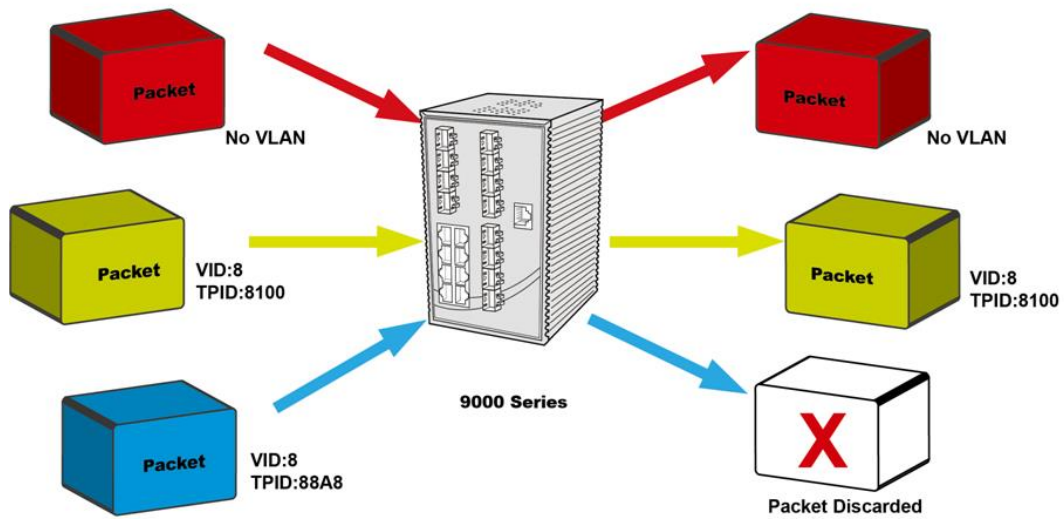 Packet
No VLAN
Packet
No VLAN
Packet
VID:8
TPID:8100
Packet
VID:8
TPID:8100
9000 Series
Packet
VID:8
TPID:88A8
X
Packet Discarded